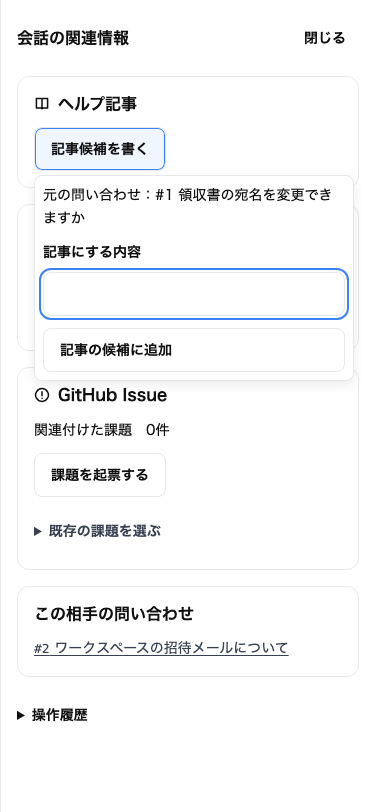 会話の関連情報
閉じる
ヘルプ記事
記事候補を書く
元の問い合わせ：#1 領収書の宛名を変更でき
ますか
記事にする内容
記事の候補に追加
GitHub Issue
関連付けた課題　0件
課題を起票する
▶ 既存の課題を選ぶ
この相手の問い合わせ
#2 ワークスペースの招待メールについて
▶ 操作履歴